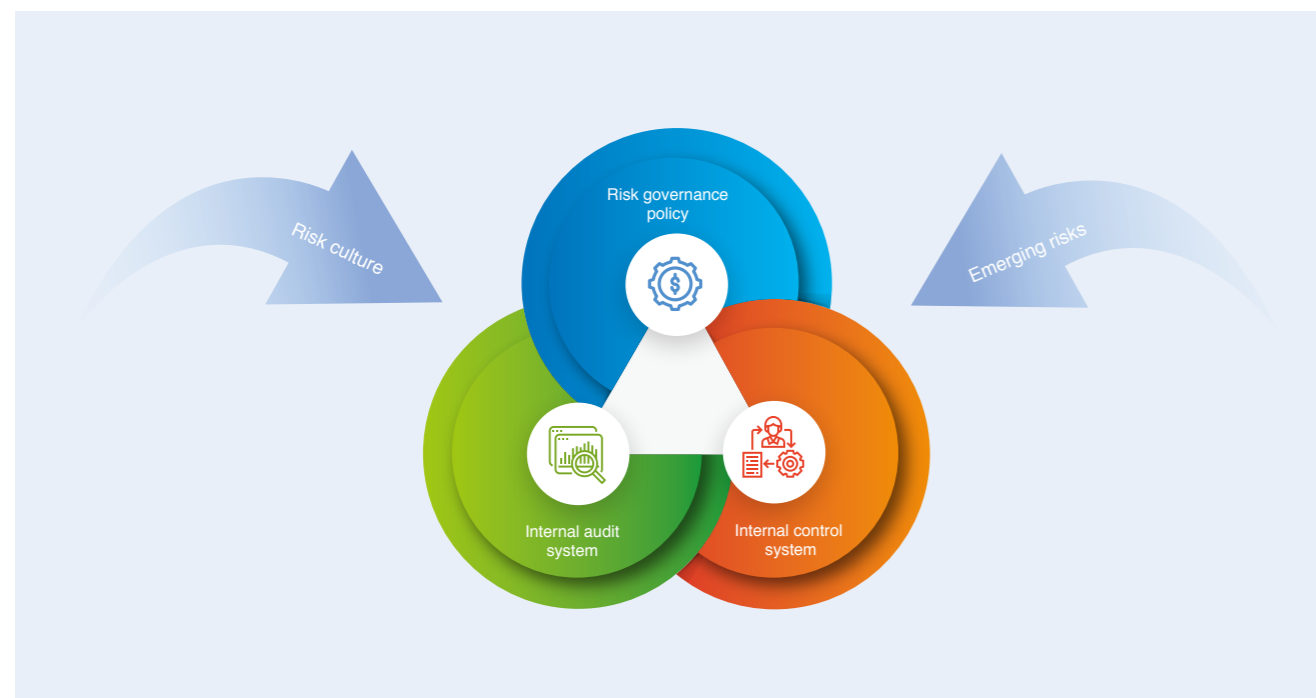 Risk governance
policy
Risk culture
Emerging risks
$
Internal audit
system
Internal control
system